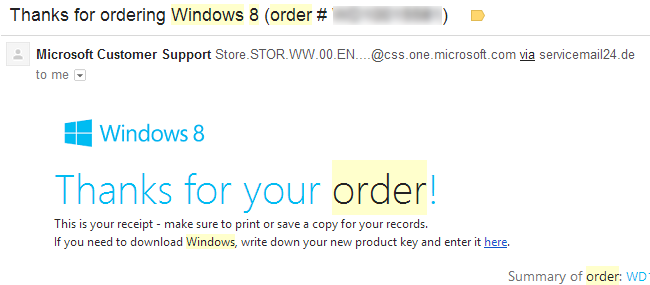 Thanks for ordering Windows 8 (order # )
Microsoft Customer Support Store.STOR.WW.00.EN....@css.one.microsoft.com via servicemail24.de
to me
Windows 8
Thanks for your order!
This is your receipt - make sure to print or save a copy for your records.
If you need to download Windows, write down your new product key and enter it here.
Summary of order: WD1